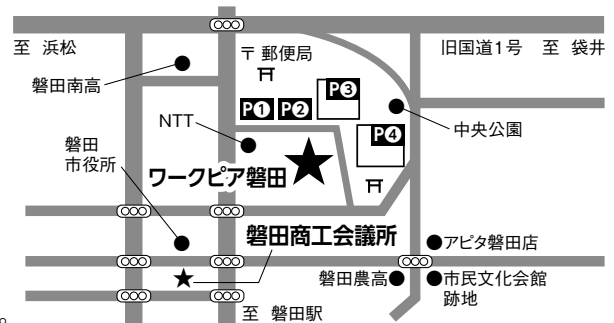 至 浜松
〒郵便局
旧国道1号 至 袋井
磐田南高
P❸
P❶ P❷
NTT
P❹
中央公園
磐田
市役所
ワークピア磐田
磐田商工会議所
アピタ磐田店
磐田農高
市民文化会館
跡地
至 磐田駅
。